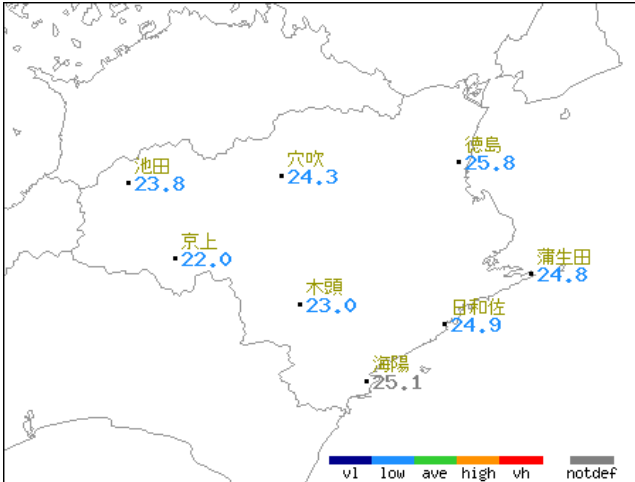 徳島
25.8
穴吹
24.3
池田
23.8
京上
22.0
蒲生田
24.8
木頭
23.0
日和佐
24.9
海陽
25.1
vl low ave high vh notdef